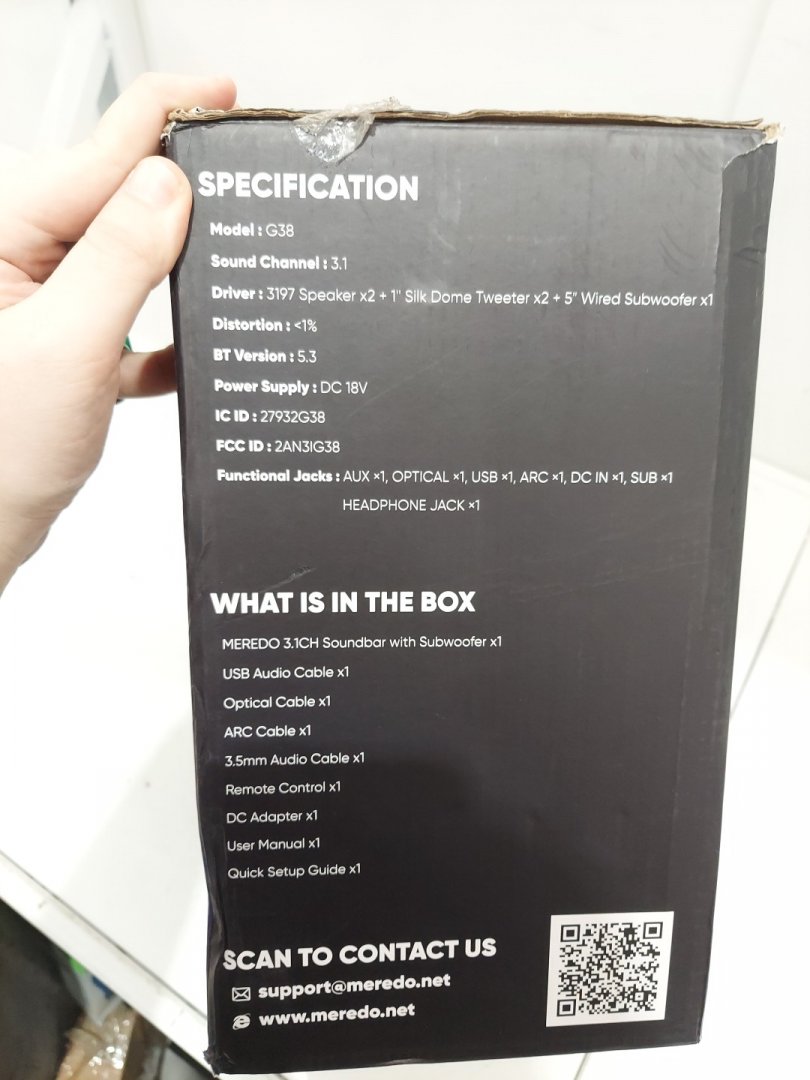 SPECIFICATION
Model : G38
Sound Channel : 3.1
Driver : 3197 Speaker x2 + 1" Silk Dome Tweeter x2 + 5" Wired Subwoofer x1
Distortion : <1%
BT Version : 5.3
Power Supply : DC 18V
IC ID : 27932G38
FCC ID : 2AN3IG38
Functional Jacks : AUX ×1, OPTICAL ×1, USB ×1, ARC ×1, DC IN ×1, SUB ×1
HEADPHONE JACK ×1
WHAT IS IN THE BOX
MEREDO 3.1CH Soundbar with Subwoofer x1
USB Audio Cable x1
Optical Cable x1
ARC Cable x1
3.5mm Audio Cable x1
Remote Control x1
DC Adapter x1
User Manual x1
Quick Setup Guide x1
SCAN TO CONTACT US
support@meredo.net
www.meredo.net